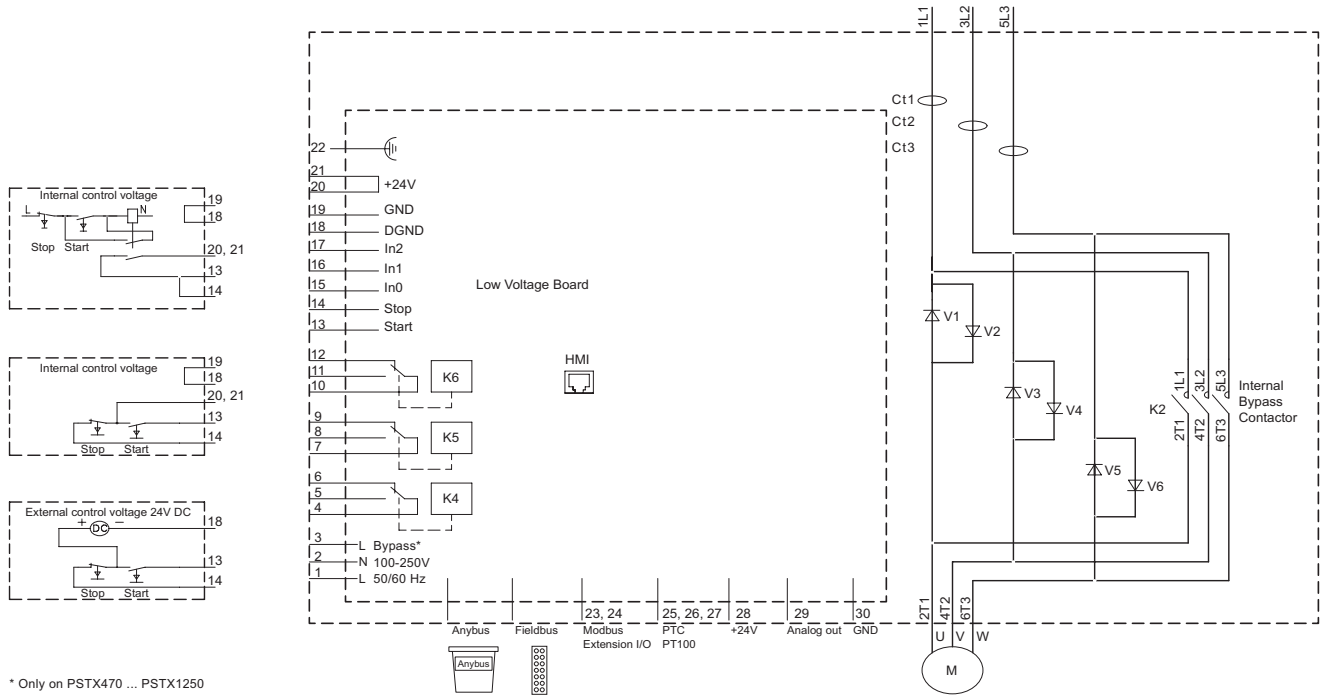 1L1
3L2
5L3
Ct1
Ct2
Ct3
22
21
20
+24V
19
GND
18
DGND
17
In2
16
In1
15
In0
14
Stop
13
Start
Low Voltage Board
HMI
12
11
10
K6
9
8
7
K5
6
5
4
K4
3
L Bypass*
2
N 100-250V
1
L 50/60 Hz
Internal control voltage
L
N
Stop Start
19
18
20, 21
13
14
Internal control voltage
19
18
20, 21
13
14
Stop Start
External control voltage 24V DC
+
DC
–
18
13
14
Stop Start
V1
V2
V3
V4
V5
V6
K2
1L1
3L2
5L3
2T1
4T2
6T3
Internal
Bypass
Contactor
23, 24
25, 26, 27
28
29
30
Anybus
Fieldbus
Modbus
Extension I/O
PTC
PT100
+24V
Analog out
GND
Anybus
2T1
4T2
6T3
U
V
W
M
* Only on PSTX470 ... PSTX1250